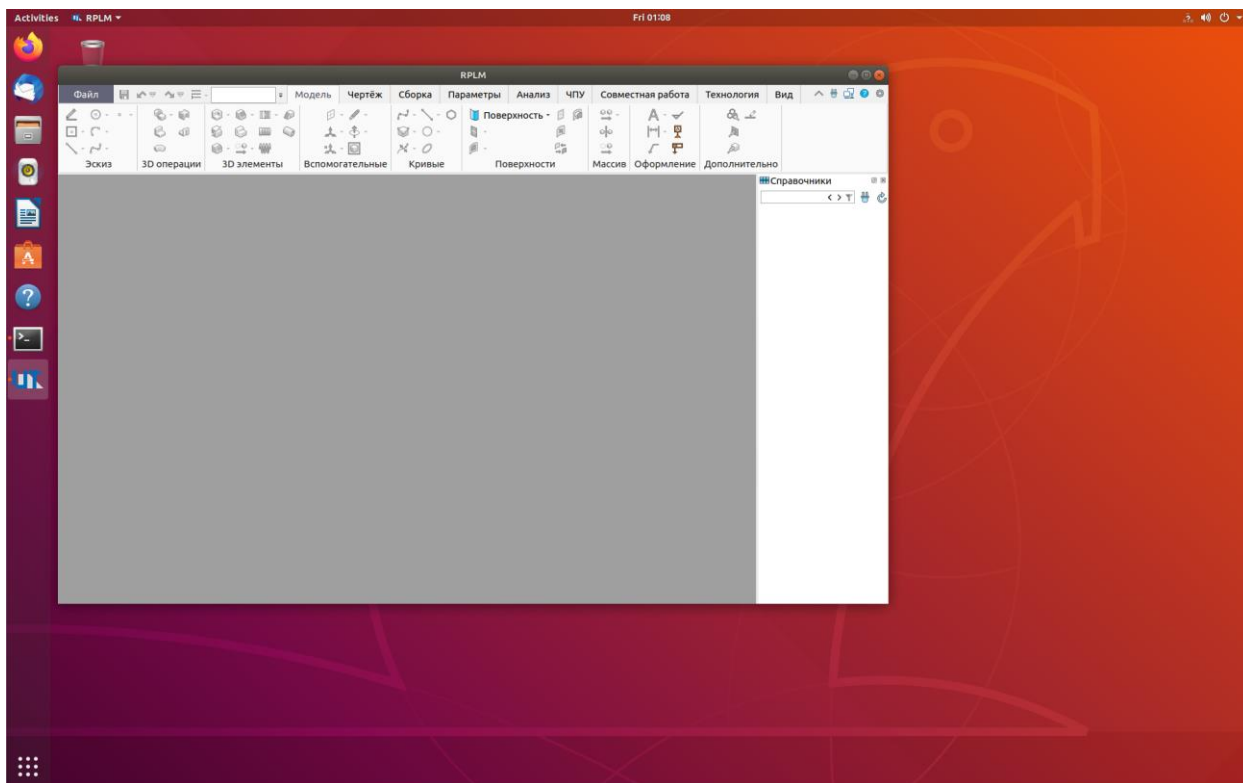 Activities RPLM Fri 01:08
RPLM
Файл Модель Чертёж Сборка Параметры Анализ ЧПУ Совместная работа Технология Вид
Поверхность
Эскиз 3D операции 3D элементы Вспомогательные Кривые Поверхности Массив Оформление Дополнительно
Справочники